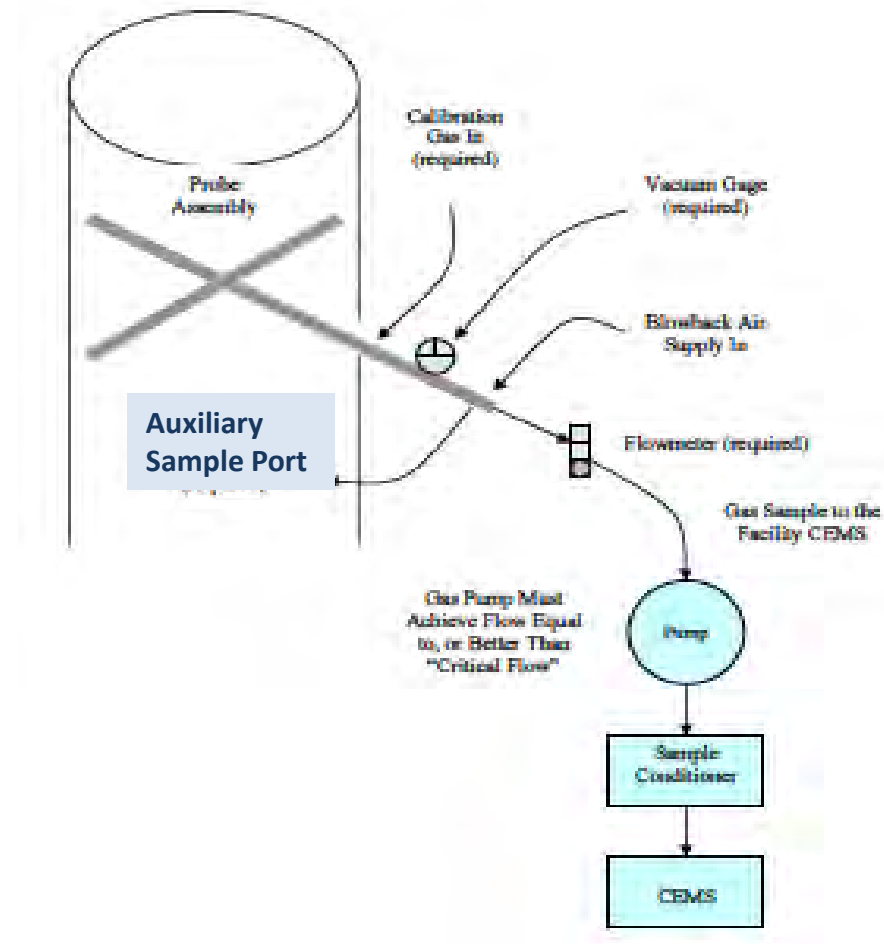 Calibration
Gas In
(required)
Probe
Assembly
Vacuum Gage
(required)
Blowback Air
Supply In
Auxiliary
Sample Port
Flowmeter (required)
Gas Sample to the
Facility CEMS
Gas Pump Must
Achieve Flow Equal
to, or Better Than
"Critical Flow"
Pump
Sample
Conditioner
CEMS